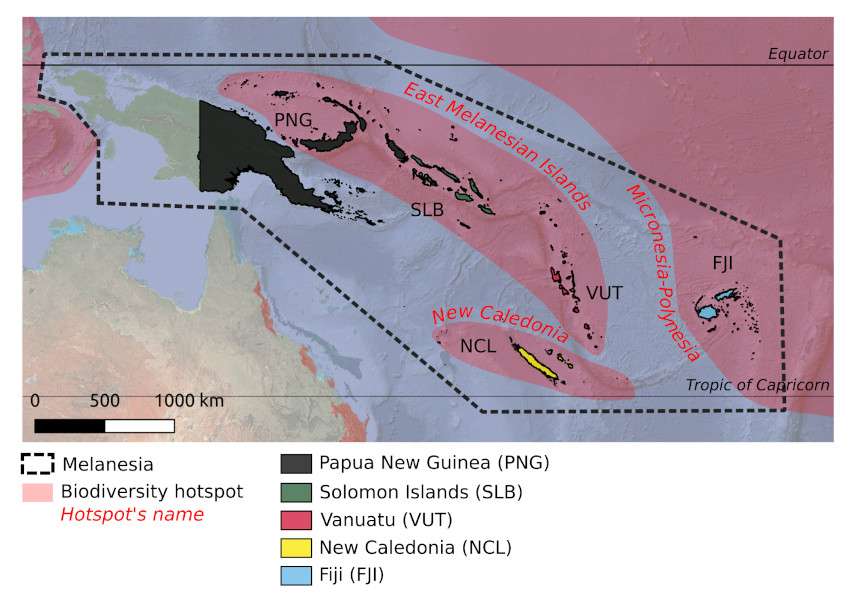 Equator
East Melanesian Islands
PNG
SLB
Micronesia-Polynesia
FJI
VUT
New Caledonia
NCL
Tropic of Capricorn
0 500 1000 km
Melanesia
Biodiversity hotspot
Hotspot's name
Papua New Guinea (PNG)
Solomon Islands (SLB)
Vanuatu (VUT)
New Caledonia (NCL)
Fiji (FJI)